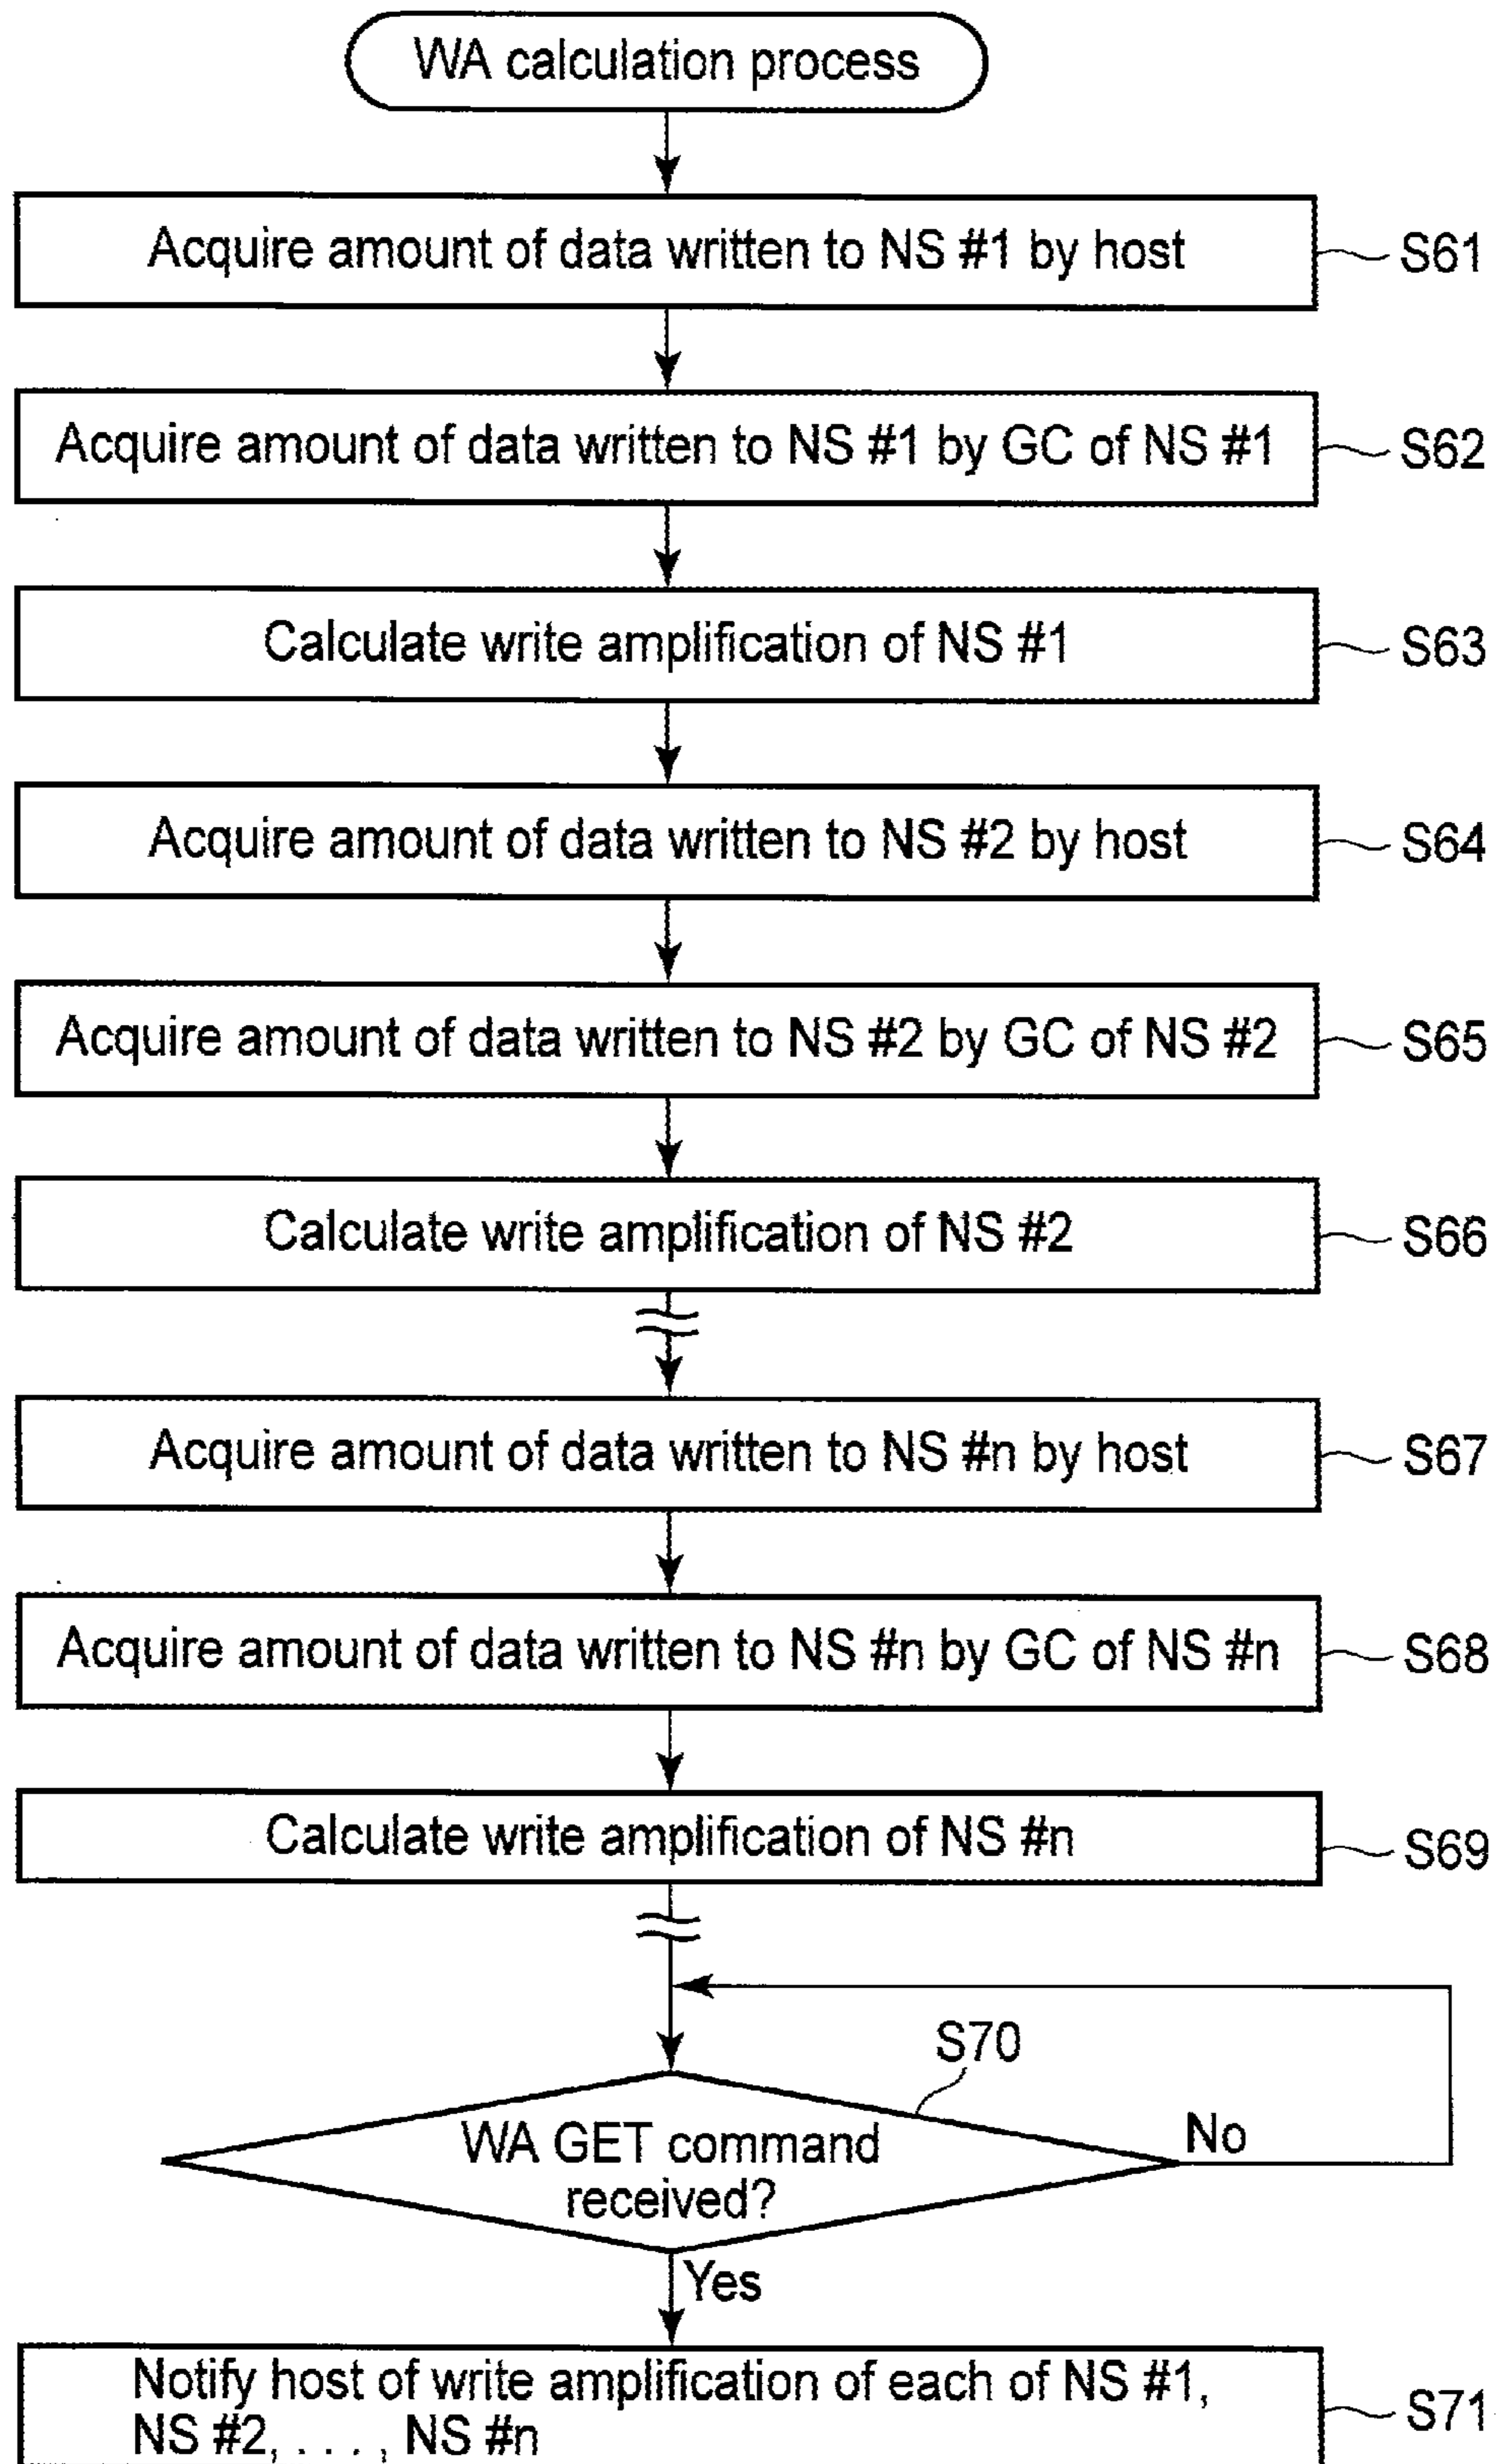 WA calculation process
Acquire amount of data written to NS #1 by host
S61
Acquire amount of data written to NS #1 by GC of NS #1
S62
Calculate write amplification of NS #1
S63
Acquire amount of data written to NS #2 by host
S64
Acquire amount of data written to NS #2 by GC of NS #2
S65
Calculate write amplification of NS #2
S66
Acquire amount of data written to NS #n by host
S67
Acquire amount of data written to NS #n by GC of NS #n
S68
Calculate write amplification of NS #n
S69
S70
WA GET command
received?
No
Yes
Notify host of write amplification of each of NS #1,
NS #2, . . . , NS #n
S71